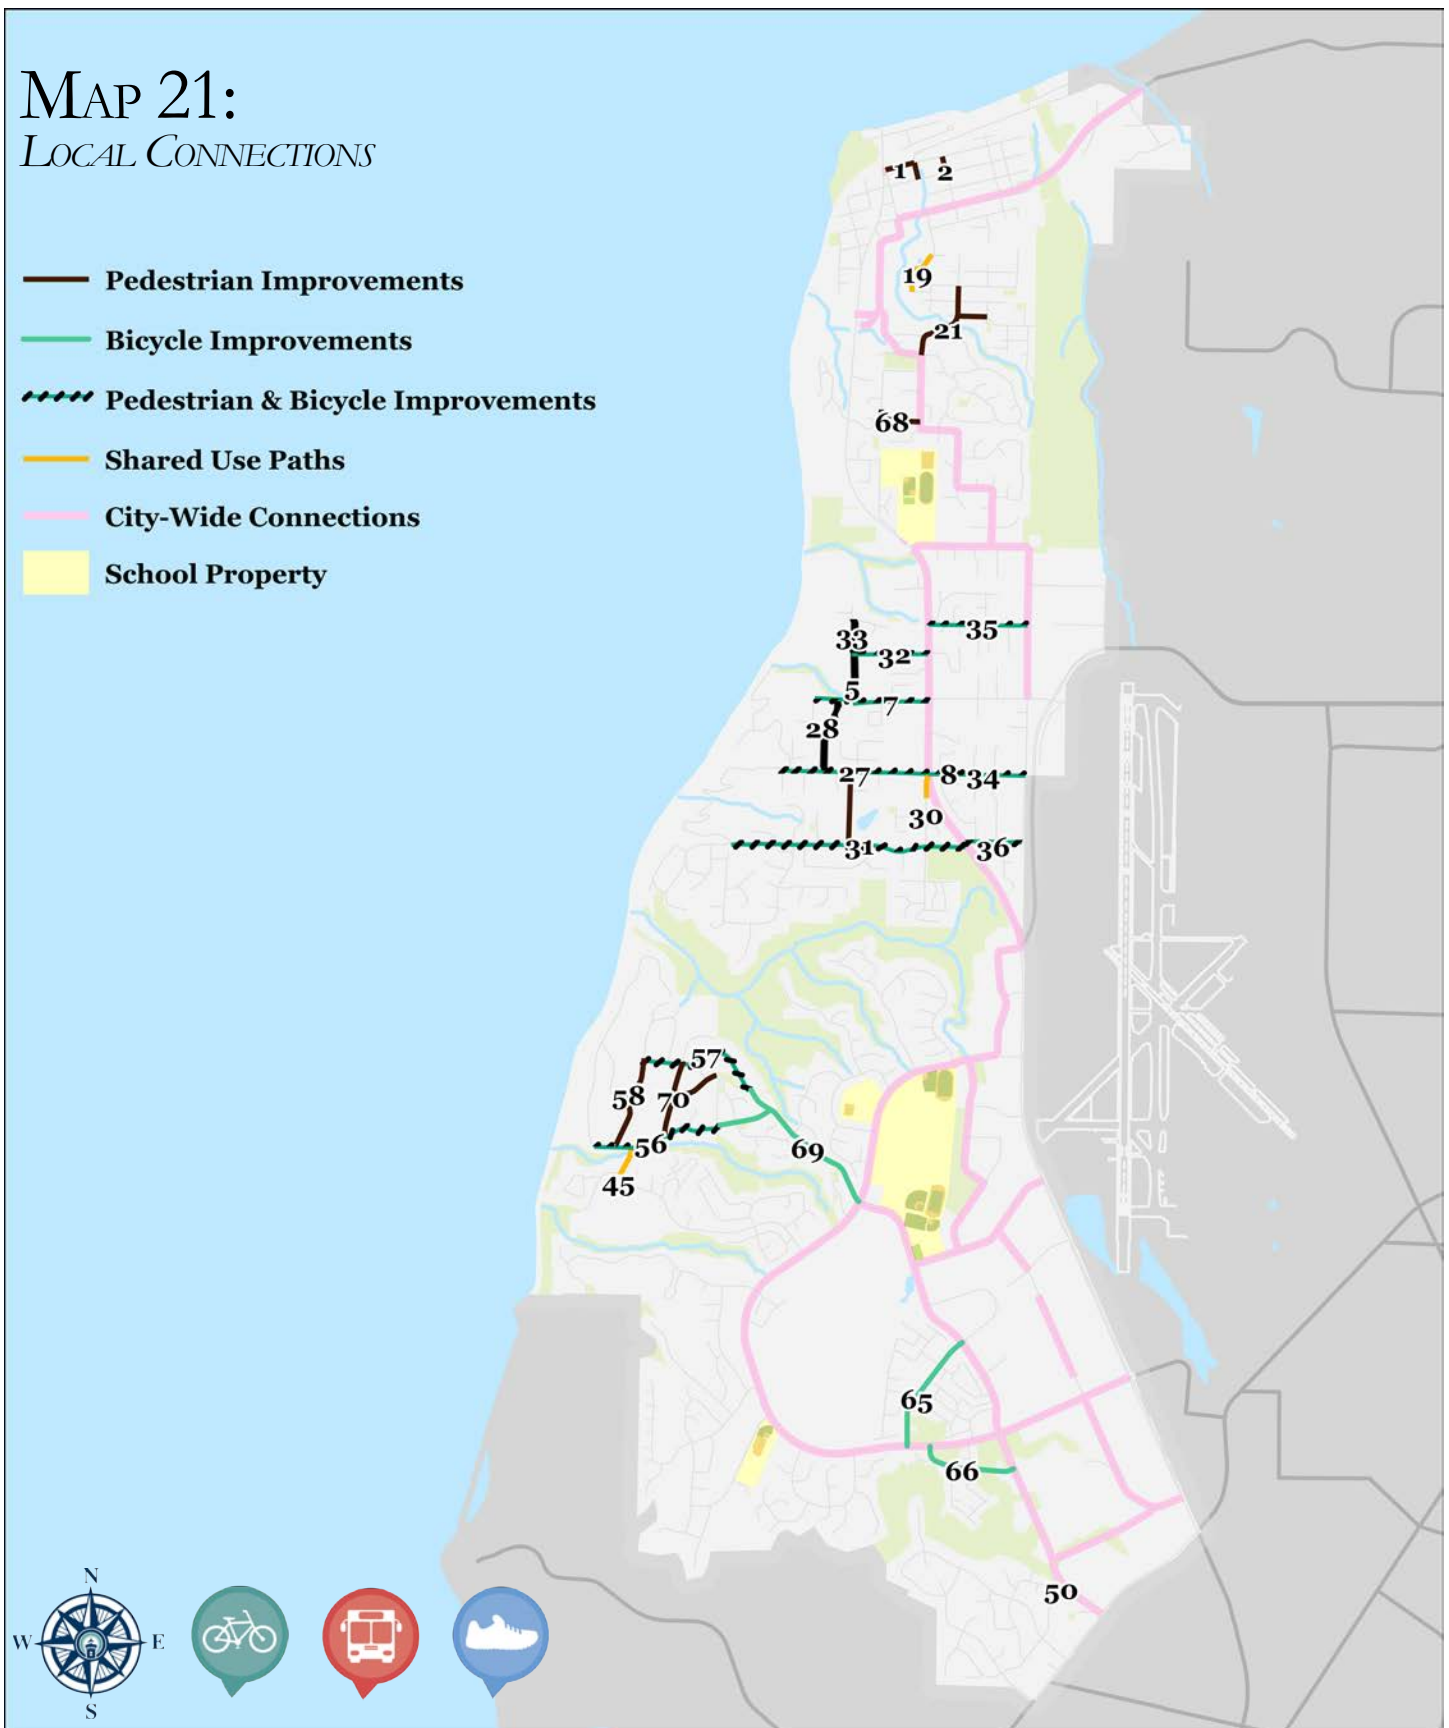 MAP 21:
LOCAL CONNECTIONS
Pedestrian Improvements
Bicycle Improvements
Pedestrian & Bicycle Improvements
Shared Use Paths
City-Wide Connections
School Property
1
2
19
21
68
35
33
32
5
7
28
27
8
34
30
31
36
57
58
70
56
69
45
65
66
50
N
W
E
S